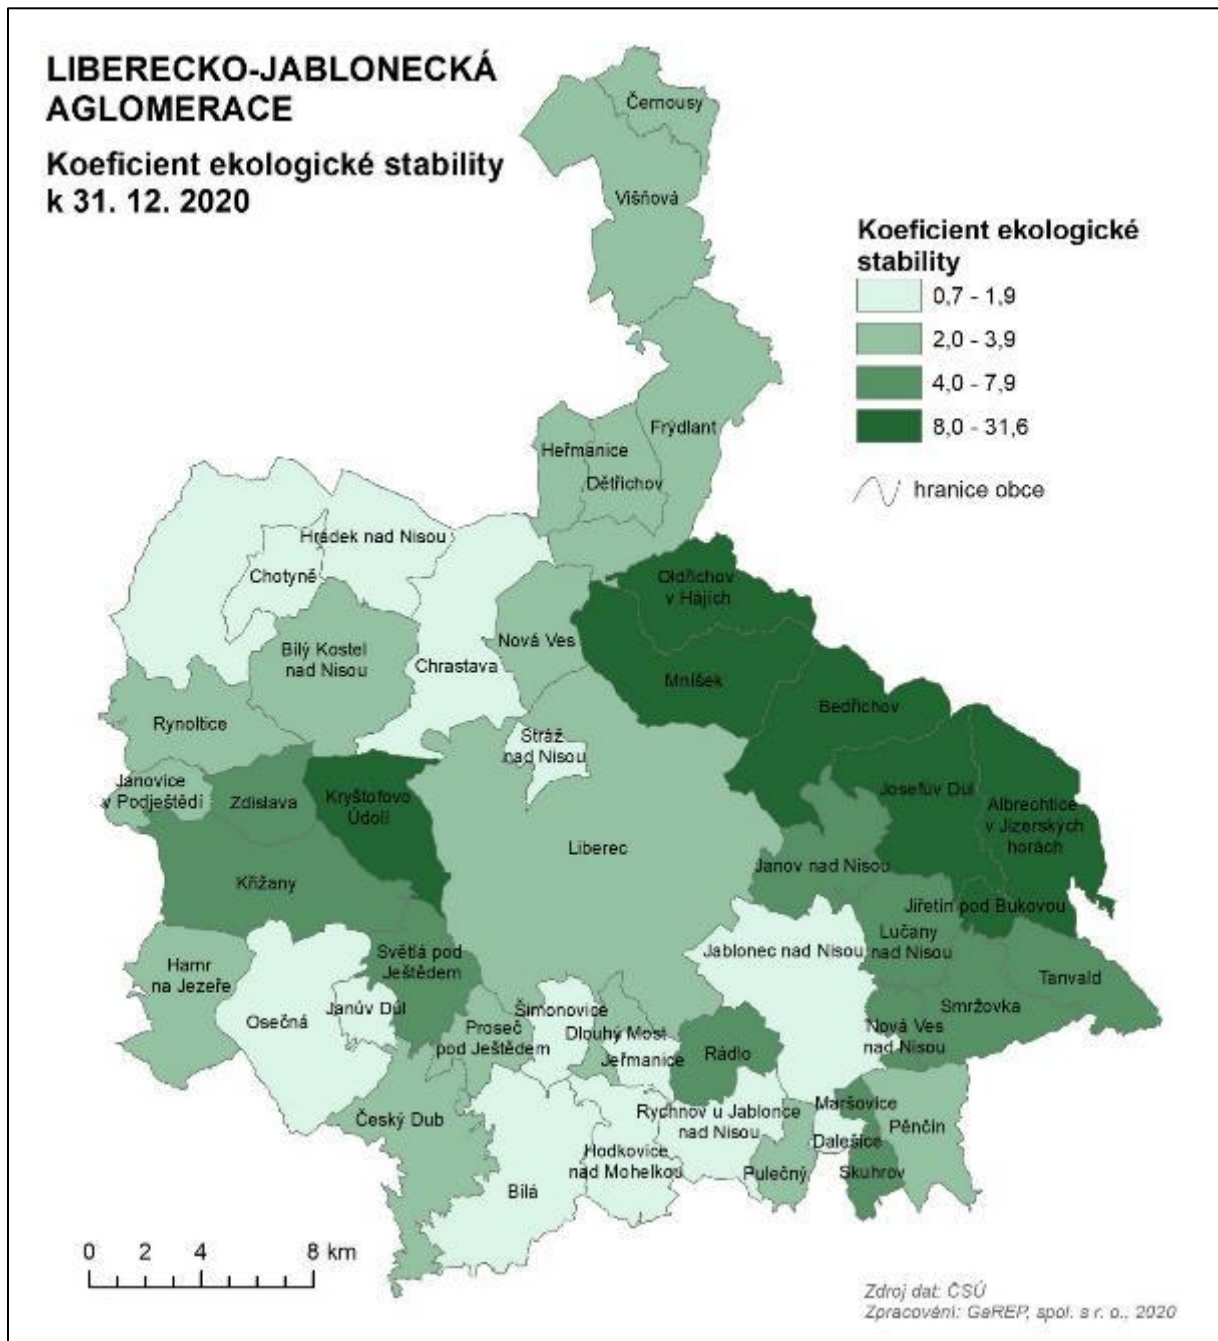 LIBERECKO-JABLONECKÁ
AGLOMERACE
Koeficient ekologické stability
k 31. 12. 2020
Koeficient ekologické
stability
0,7 - 1,9
2,0 - 3,9
4,0 - 7,9
8,0 - 31,6
hranice obce
Černousy
Višňová
Frýdlant
Heřmanice
Dětřichov
Hrádek nad Nisou
Chotyně
Oldřichov
v Hájích
Nová Ves
Bílý Kostel
nad Nisou
Chrastava
Mníšek
Bedřichov
Rynoltice
Stráž
nad Nisou
Janovice
v Podještědí
Zdislava
Kryštofovo
Údolí
Josefův Důl
Albrechtice
v Jizerských
horách
Liberec
Janov nad Nisou
Křižany
Jiřetín pod Bukovou
Lučany
nad Nisou
Jablonec nad Nisou
Světlá pod
Ještědem
Hamr
na Jezeře
Tanvald
Smržovka
Osečná
Janův Důl
Šimonovice
Proseč
pod Ještědem
Dlouhý Most
Jeřmanice
Rádlo
Nová Ves
nad Nisou
Český Dub
Rychnov u Jablonce
nad Nisou
Maršovice
Pěnčín
Dalešice
Hodkovice
nad Mohelkou
Pulečný
Skuhrov
Bílá
0 2 4 8 km
Zdroj dat: ČSÚ
Zpracování: GaREP, spol. s r. o., 2020